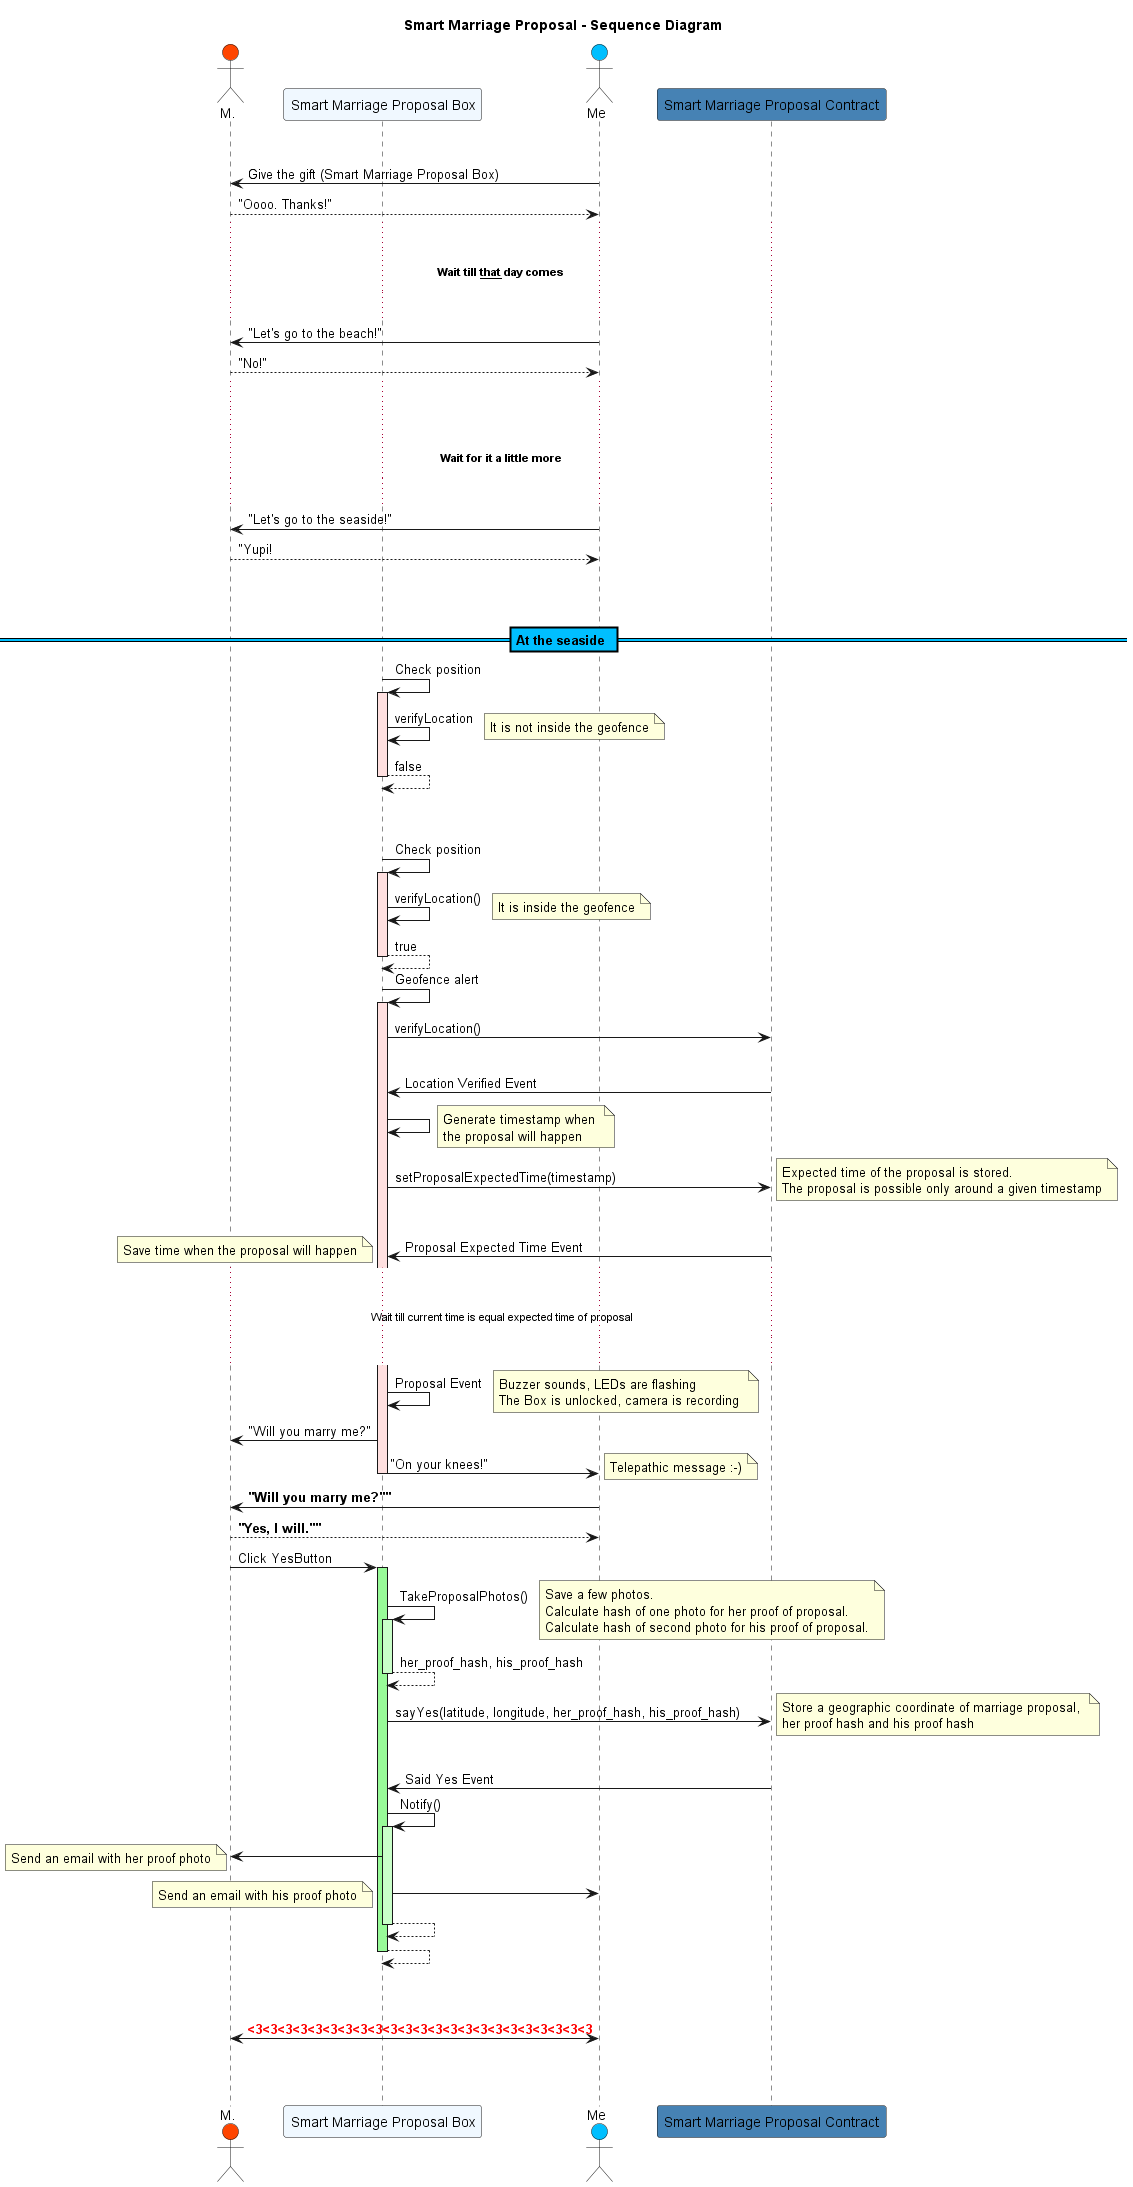 Smart Marriage Proposal - Sequence Diagram
M.
Smart Marriage Proposal Box
Me
Smart Marriage Proposal Contract
Give the gift (Smart Marriage Proposal Box)
"Oooo. Thanks!"
Wait till that day comes
"Let's go to the beach!"
"No!"
Wait for it a little more
"Let's go to the seaside!"
"Yupi!
At the seaside
Check position
verifyLocation
It is not inside the geofence
false
Check position
verifyLocation()
It is inside the geofence
true
Geofence alert
verifyLocation()
Location Verified Event
Generate timestamp when
the proposal will happen
setProposalExpectedTime(timestamp)
Expected time of the proposal is stored.
The proposal is possible only around a given timestamp
Save time when the proposal will happen
Proposal Expected Time Event
Wait till current time is equal expected time of proposal
Proposal Event
Buzzer sounds, LEDs are flashing
The Box is unlocked, camera is recording
"Will you marry me?"
"On your knees!"
Telepathic message :-)
"Will you marry me?""
"Yes, I will.""
Click YesButton
TakeProposalPhotos()
Save a few photos.
Calculate hash of one photo for her proof of proposal.
Calculate hash of second photo for his proof of proposal.
her_proof_hash, his_proof_hash
sayYes(latitude, longitude, her_proof_hash, his_proof_hash)
Store a geographic coordinate of marriage proposal,
her proof hash and his proof hash
Said Yes Event
Notify()
Send an email with her proof photo
Send an email with his proof photo
<3<3<3<3<3<3<3<3<3<3<3<3<3<3<3<3<3<3<3<3<3<3<3
M.
Smart Marriage Proposal Box
Me
Smart Marriage Proposal Contract